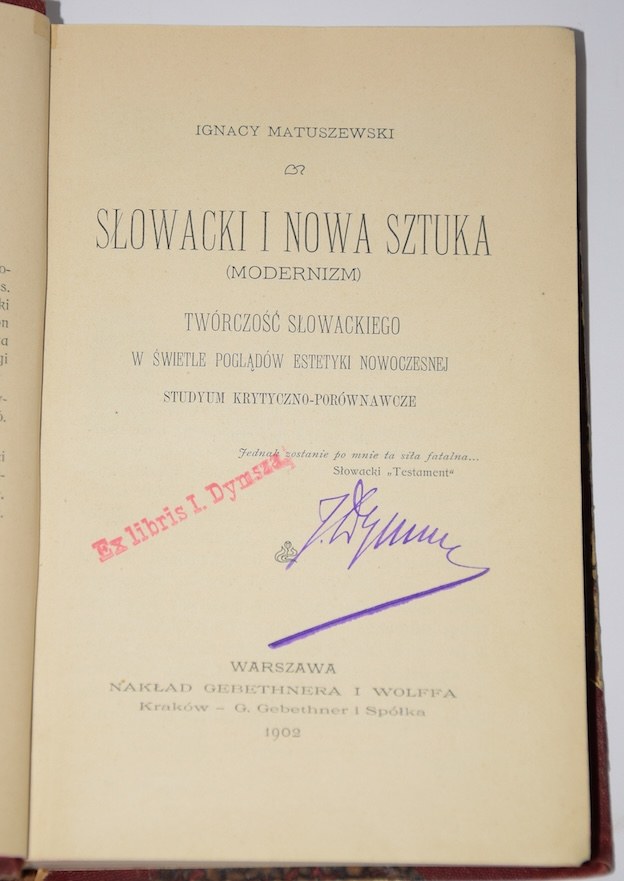 IGNACY MATUSZEWSKI
SŁOWACKI I NOWA SZTUKA
(MODERNIZM)
TWÓRCZOŚĆ SŁOWACKIEGO
W ŚWIETLE POGLĄDÓW ESTETYKI NOWOCZESNEJ
STUDYUM KRYTYCZNO-PORÓWNAWCZE
Jednak zostanie po mnie ta siła fatalna...
Słowacki „Testament“
Ex libris I. Dymsza
WARSZAWA
NAKŁAD GEBETHNERA I WOLFFA
Kraków – G. Gebethner i Spółka
1902